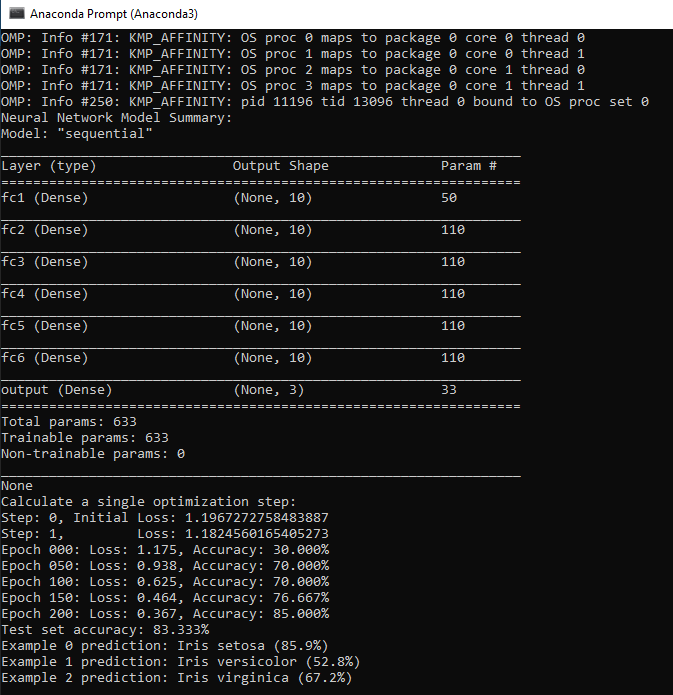 Anaconda Prompt (Anaconda3)
OMP: Info #171: KMP_AFFINITY: OS proc 0 maps to package 0 core 0 thread 0
OMP: Info #171: KMP_AFFINITY: OS proc 1 maps to package 0 core 0 thread 1
OMP: Info #171: KMP_AFFINITY: OS proc 2 maps to package 0 core 1 thread 0
OMP: Info #171: KMP_AFFINITY: OS proc 3 maps to package 0 core 1 thread 1
OMP: Info #250: KMP_AFFINITY: pid 11196 tid 13096 thread 0 bound to OS proc set 0
Neural Network Model Summary:
Model: "sequential"
_________________________________________________________________
Layer (type)                 Output Shape              Param #
=================================================================
fc1 (Dense)                  (None, 10)                50
_________________________________________________________________
fc2 (Dense)                  (None, 10)                110
_________________________________________________________________
fc3 (Dense)                  (None, 10)                110
_________________________________________________________________
fc4 (Dense)                  (None, 10)                110
_________________________________________________________________
fc5 (Dense)                  (None, 10)                110
_________________________________________________________________
fc6 (Dense)                  (None, 10)                110
_________________________________________________________________
output (Dense)               (None, 3)                 33
=================================================================
Total params: 633
Trainable params: 633
Non-trainable params: 0
_________________________________________________________________
None
Calculate a single optimization step:
Step: 0, Initial Loss: 1.1967272758483887
Step: 1,         Loss: 1.1824560165405273
Epoch 000: Loss: 1.175, Accuracy: 30.000%
Epoch 050: Loss: 0.938, Accuracy: 70.000%
Epoch 100: Loss: 0.625, Accuracy: 70.000%
Epoch 150: Loss: 0.464, Accuracy: 76.667%
Epoch 200: Loss: 0.367, Accuracy: 85.000%
Test set accuracy: 83.333%
Example 0 prediction: Iris setosa (85.9%)
Example 1 prediction: Iris versicolor (52.8%)
Example 2 prediction: Iris virginica (67.2%)